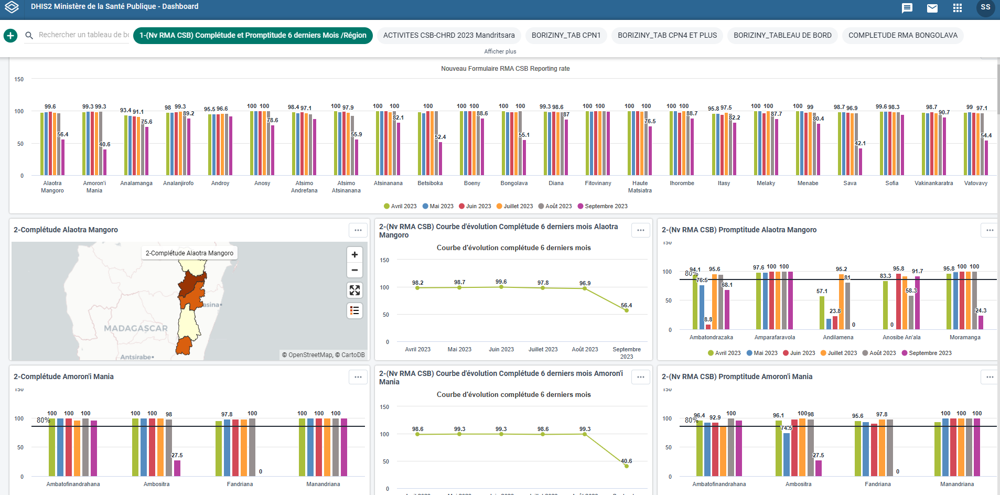 DHIS2 Ministère de la Santé Publique - Dashboard
SS
Rechercher un tableau de
1-(Nv RMA CSB) Complétude et Promptitude 6 derniers Mois /Région
ACTIVITES CSB-CHRD 2023 Mandritsara
BORIZINY_TAB CPN1
BORIZINY_TAB CPN4 ET PLUS
BORIZINY_TABLEAU DE BORD
COMPLETUDE RMA BONGOLAVA
Afficher plus
Nouveau Formulaire RMA CSB Reporting rate
150
100
50
0
99.6
56.4
99.3 99.3
40.6
93.4 91.1
75.6
98 99.3
89.2
95.5 96.6
100 100
78.6
98.4 97.1
100 97.9
55.9
100 100
82.1
100
52.4
100 100
88.6
100 100
55.1
99.3 98.6
87
100 100
100 100
76.5
100 100
88.7
95.8 97.5
82.2
100 100
87.7
100 99
80.4
98.7 96.9
42.1
99.6 98.3
98.7
90.7
99 97.1
54.4
Alaotra Mangoro
Amoron'i Mania
Analamanga
Analanjirofo
Androy
Anosy
Atsimo Andrefana
Atsimo Atsinanana
Atsinanana
Betsiboka
Boeny
Bongolava
Diana
Fitovinany
Haute Matsiatra
Ihorombe
Itasy
Melaky
Menabe
Sava
Sofia
Vakinankaratra
Vatovavy
Avril 2023 Mai 2023 Juin 2023 Juillet 2023 Août 2023 Septembre 2023
2-Complétude Alaotra Mangoro
2-Complétude Alaotra Mangoro
MADAGASCAR
asina
Antsirabe
© OpenStreetMap, © CartoDB
2-(Nv RMA CSB) Courbe d'évolution Complétude 6 derniers mois Alaotra
Mangoro
Courbe d'évolution complétude 6 derniers mois
150
100
50
0
98.2
98.7
99.6
97.8
96.9
56.4
Avril 2023
Mai 2023
Juin 2023
Juillet 2023
Août 2023
Septembre
2023
2-(Nv RMA CSB) Promptitude Alaotra Mangoro
150
100
50
0
80%
94.1
76.5
8.8
95.6
68.1
97.6 100 100
57.1
23.8
95.2
81
0
83.3
0
95.8
58.3
91.7
95.8 100 100
24.3
Ambatondrazaka
Amparafaravola
Andilamena
Anosibe An'ala
Moramanga
Avril 2023 Mai 2023 Juin 2023 Juillet 2023 Août 2023 Septembre 2023
2-Complétude Amoron'i Mania
150
100
50
0
80%
100 100 100
100 100 98
27.5
97.8 100
0
100 100 100
Ambatofinandrahana
Ambositra
Fandriana
Manandriana
2-(Nv RMA CSB) Courbe d'évolution Complétude 6 derniers mois Amoron'i
Mania
Courbe d'évolution complétude 6 derniers mois
150
100
50
0
98.6
99.3
99.3
98.6
99.3
40.6
2-(Nv RMA CSB) Promptitude Amoron'i Mania
150
100
50
0
80%
96.4 92.9 100
96.1
74.5
100 98
27.5
95.6 97.8
0
100 100 100
Ambatofinandrahana
Ambositra
Fandriana
Manandriana